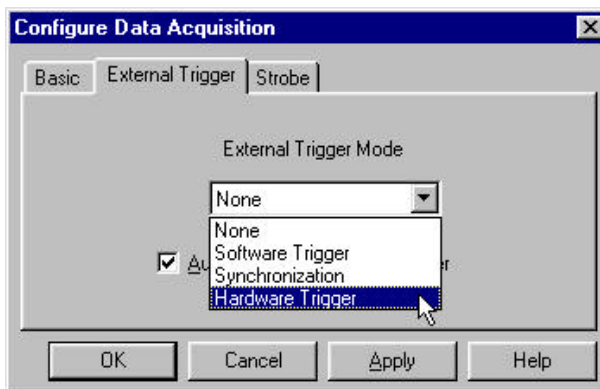 Configure Data Acquisition
Basic External Trigger Strobe
External Trigger Mode
None
None
Software Trigger
Synchronization
Hardware Trigger
OK Cancel Apply Help